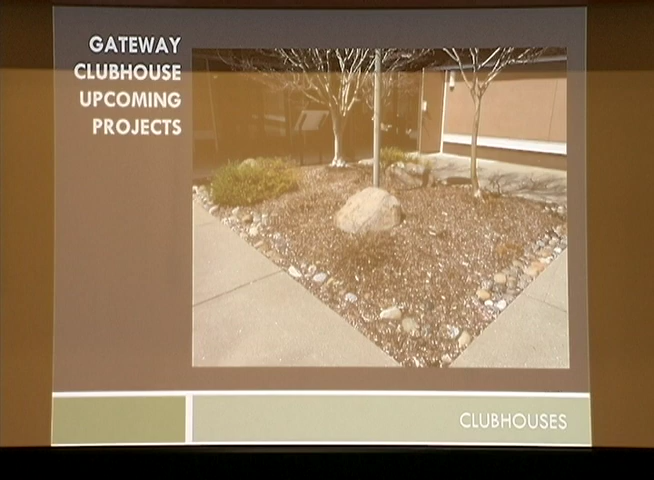 GATEWAY
CLUBHOUSE
UPCOMING
PROJECTS
CLUBHOUSES